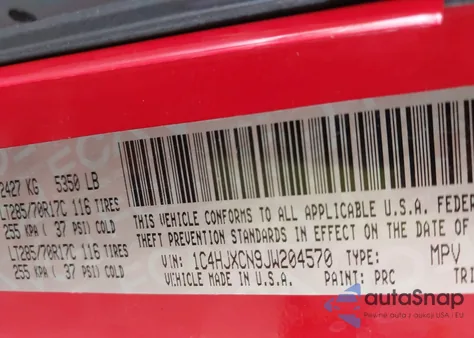 2427 KG 5350 LB
LT285/70R17C 116 TIRES
255 KPA ( 37 PSI) COLD
LT285/70R17C 116 TIRES
255 KPA ( 37 PSI) COLD
THIS VEHICLE CONFORMS TO ALL APPLICABLE U.S.A. FEDER
THEFT PREVENTION STANDARDS IN EFFECT ON THE DATE OF
VIN: 1C4HJXCN9JW204570 TYPE: MPV
VEHICLE MADE IN U.S.A. PAINT: PRC TRI
autoSnap